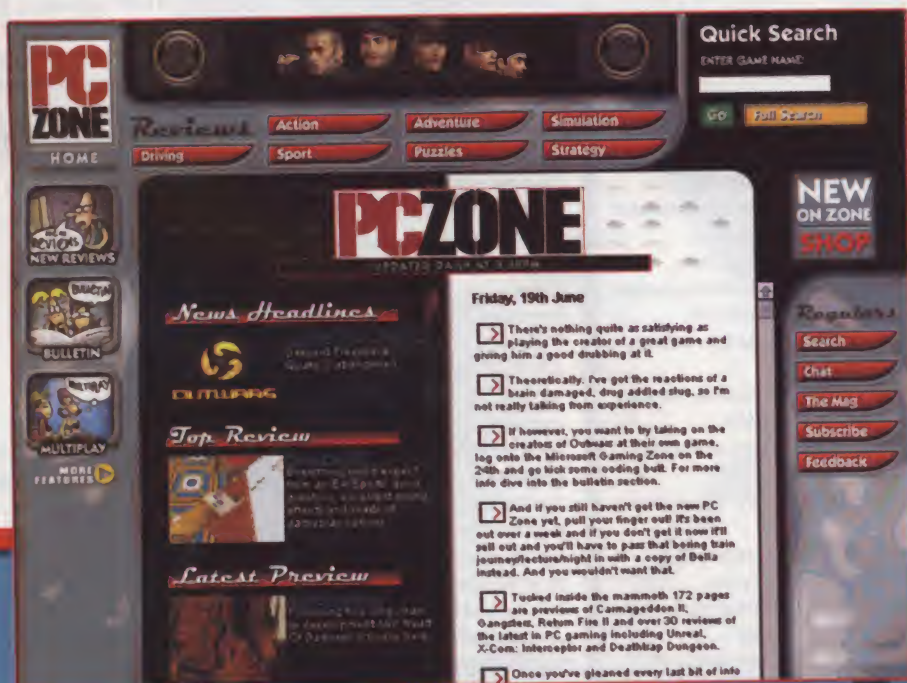 PC
ZONE
HOME
Quick Search
ENTER GAME NAME:
Go
Full Search
Reviews
Action
Adventure
Simulation
Driving
Sport
Puzzles
Strategy
REVIEWS
NEW REVIEWS
BULLETIN
BULLETIN
MULTIPLAY
MULTIPLAY
MORE
FEATURES
PCZONE
UPDATED DAILY AT
News Headlines
OUTWARS
Top Review
Latest Preview
Friday, 19th June
There's nothing quite as satisfying as
playing the creator of a great game and
giving him a good drubbing at it.
Theoretically. I've got the reactions of a
brain damaged, drug addled slug, so I'm
not really talking from experience.
If however, you want to try taking on the
creators of Outwars at their own game,
log onto the Microsoft Gaming Zone on the
24th and go kick some coding butt. For more
info dive into the bulletin section.
And if you still haven't got the new PC
Zone yet, pull your finger out! It's been
out over a week and if you don't get it now it'll
sell out and you'll have to pass that boring train
journey/lecture/night in with a copy of Bella
instead. And you wouldn't want that.
Tucked inside the mammoth 172 pages
are previews of Carmageddon II,
Gangsters, Return Fire II and over 30 reviews of
the latest in PC gaming including Unreal,
X-Com: Interceptor and Deathtrap Dungeon.
Once you've gleaned every last bit of info
NEW
ON ZONE
SHOP
Regulars
Search
Chat
The Mag
Subscribe
Feedback